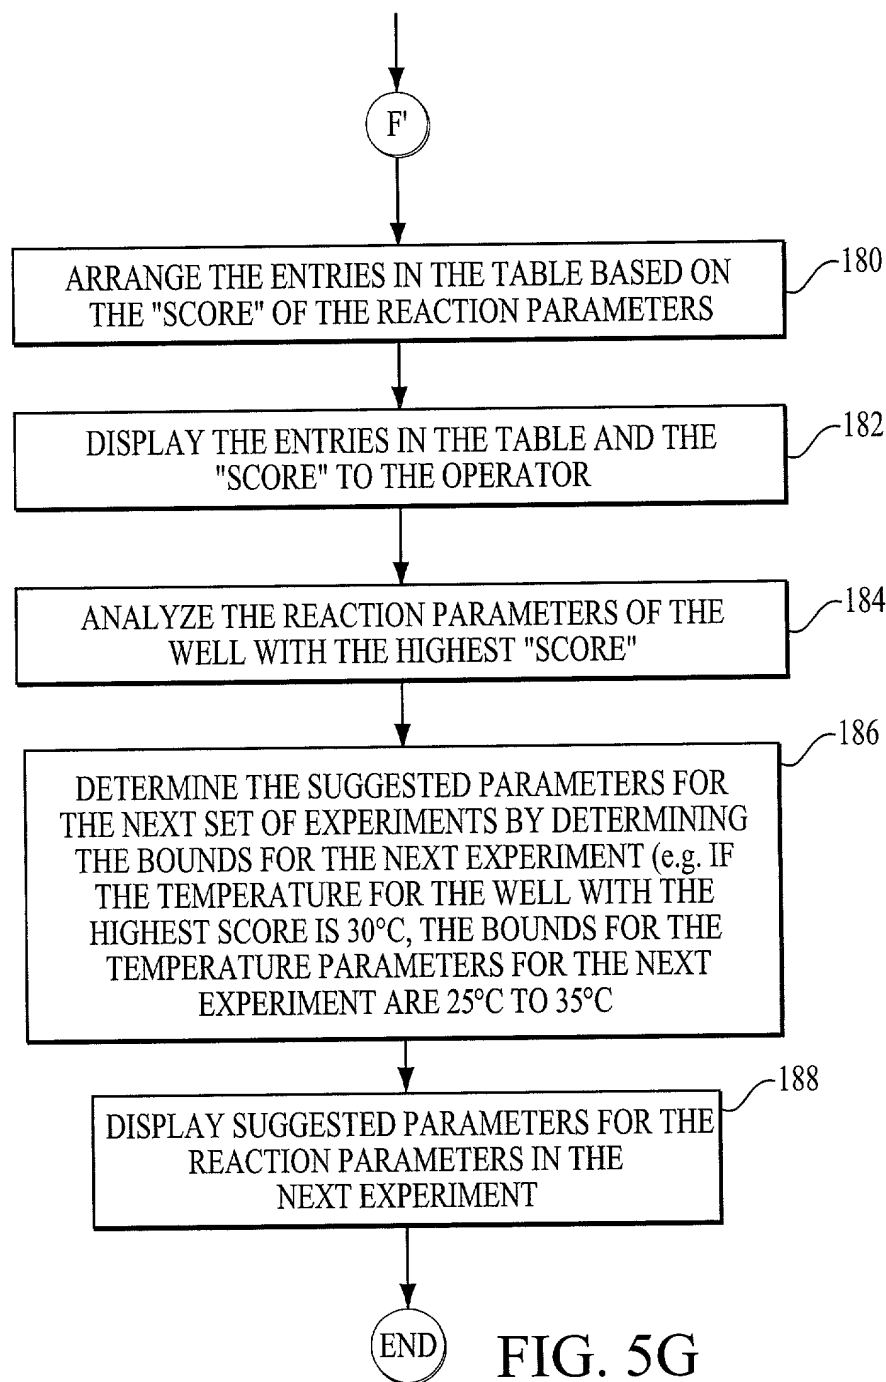 F'
ARRANGE THE ENTRIES IN THE TABLE BASED ON
THE "SCORE" OF THE REACTION PARAMETERS
180
DISPLAY THE ENTRIES IN THE TABLE AND THE
"SCORE" TO THE OPERATOR
182
ANALYZE THE REACTION PARAMETERS OF THE
WELL WITH THE HIGHEST "SCORE"
184
DETERMINE THE SUGGESTED PARAMETERS FOR
THE NEXT SET OF EXPERIMENTS BY DETERMINING
THE BOUNDS FOR THE NEXT EXPERIMENT (e.g. IF
THE TEMPERATURE FOR THE WELL WITH THE
HIGHEST SCORE IS 30°C, THE BOUNDS FOR THE
TEMPERATURE PARAMETERS FOR THE NEXT
EXPERIMENT ARE 25°C TO 35°C
186
DISPLAY SUGGESTED PARAMETERS FOR THE
REACTION PARAMETERS IN THE
NEXT EXPERIMENT
188
END
FIG. 5G